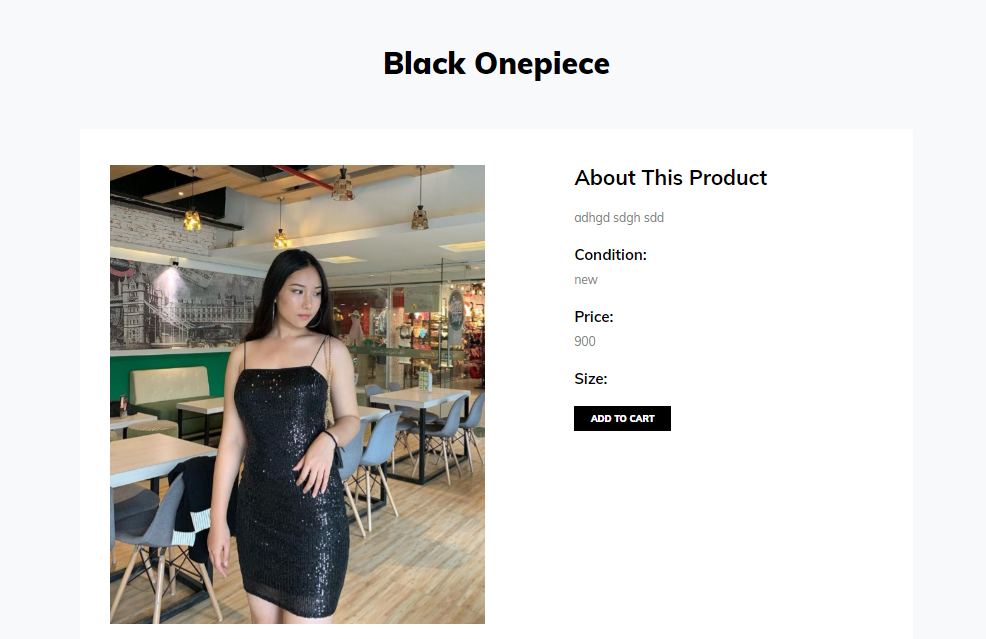 Black Onepiece
About This Product
adhgd sdgh sdd
Condition:
new
Price:
900
Size:
ADD TO CART